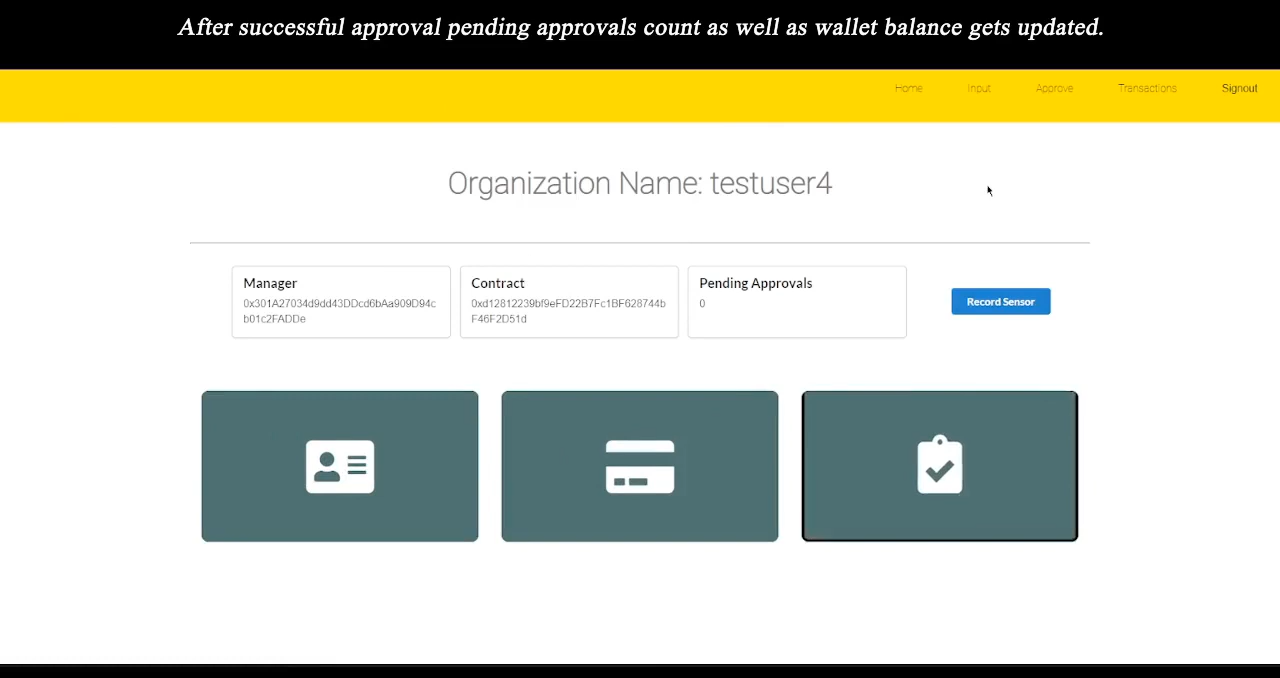 After successful approval pending approvals count as well as wallet balance gets updated.
Home Input Approve Transactions Signout
Organization Name: testuser4
Manager
0x301A27034d9dd43DDcd6bAa909D94c
b01c2FADDe
Contract
0xd12812239bf9eFD22B7Fc1BF628744b
F46F2D51d
Pending Approvals
0
Record Sensor